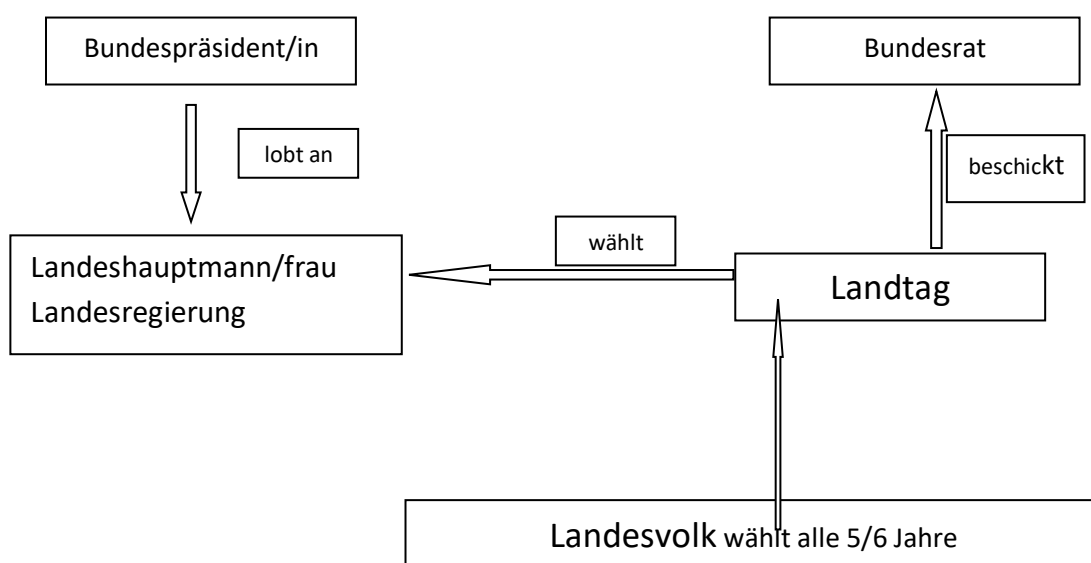 Bundespräsident/in
Bundesrat
lobt an
beschickt
wählt
Landeshauptmann/frau
Landesregierung
Landtag
Landesvolk wählt alle 5/6 Jahre